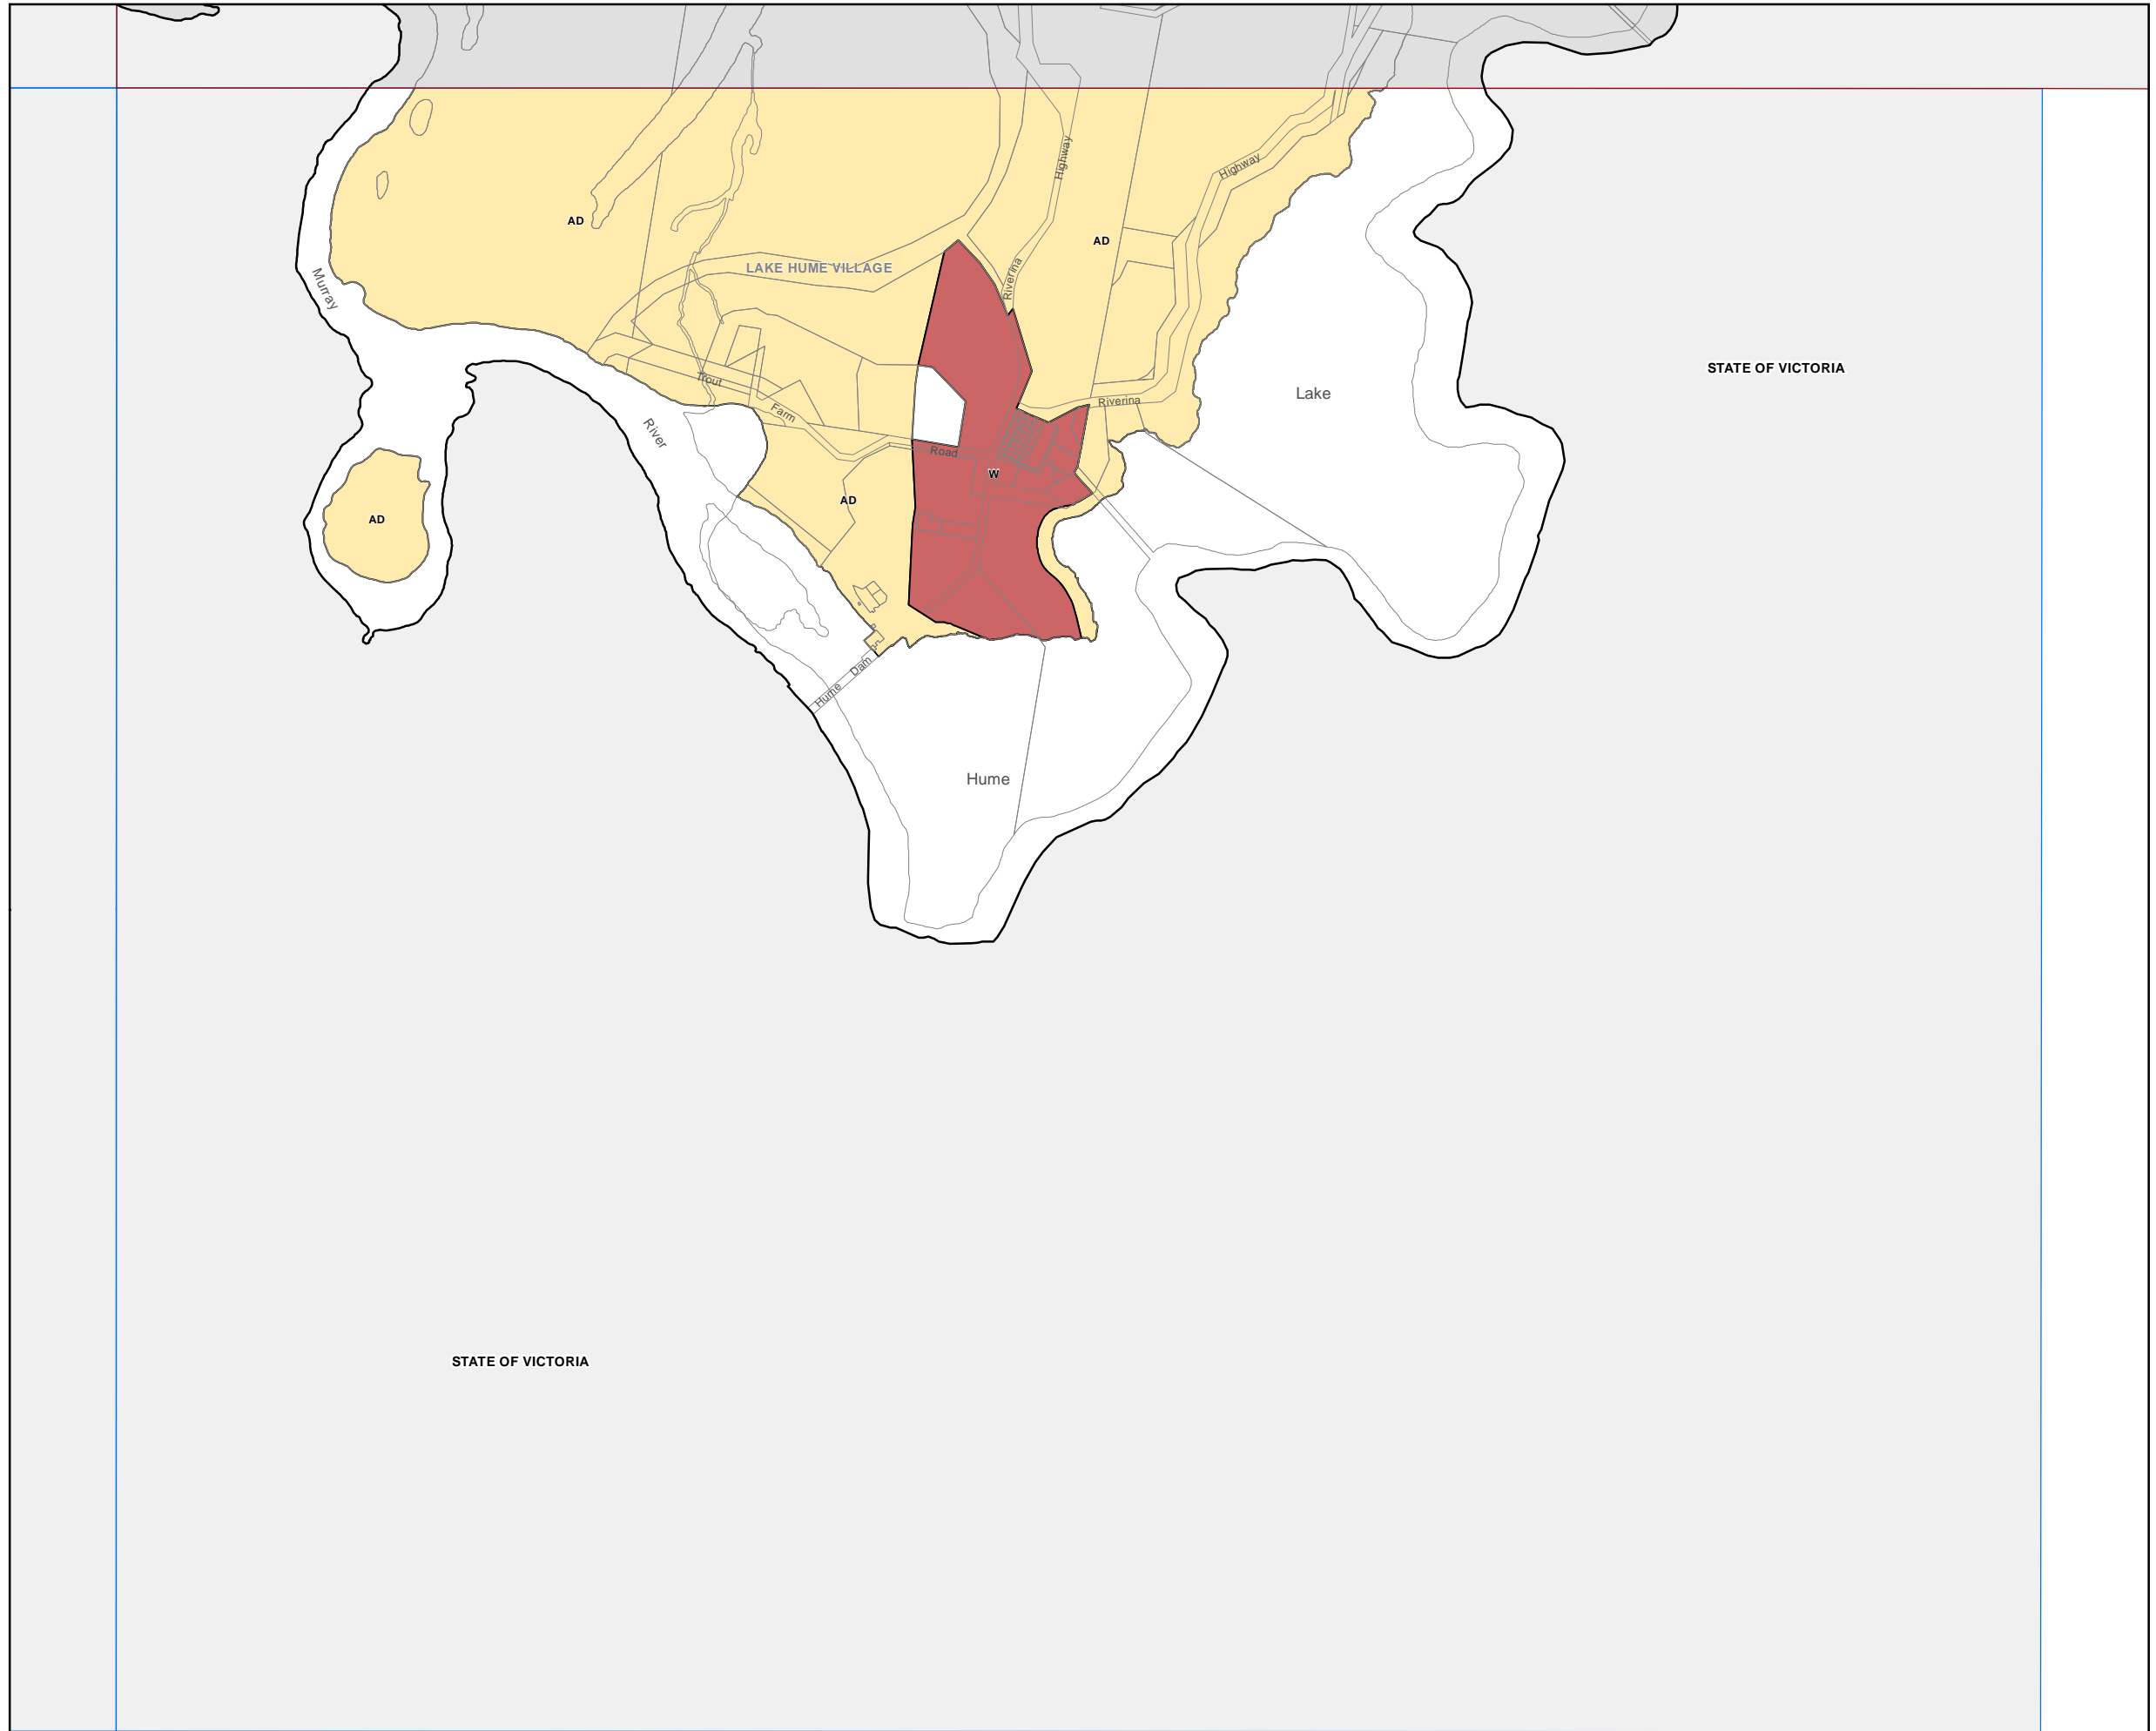 Highway
Highway
AD
AD
LAKE HUME VILLAGE
Riverina
Murray
STATE OF VICTORIA
Trout
Lake
Riverina
Farm
River
Road
W
AD
AD
Hume Dam
Hume
STATE OF VICTORIA